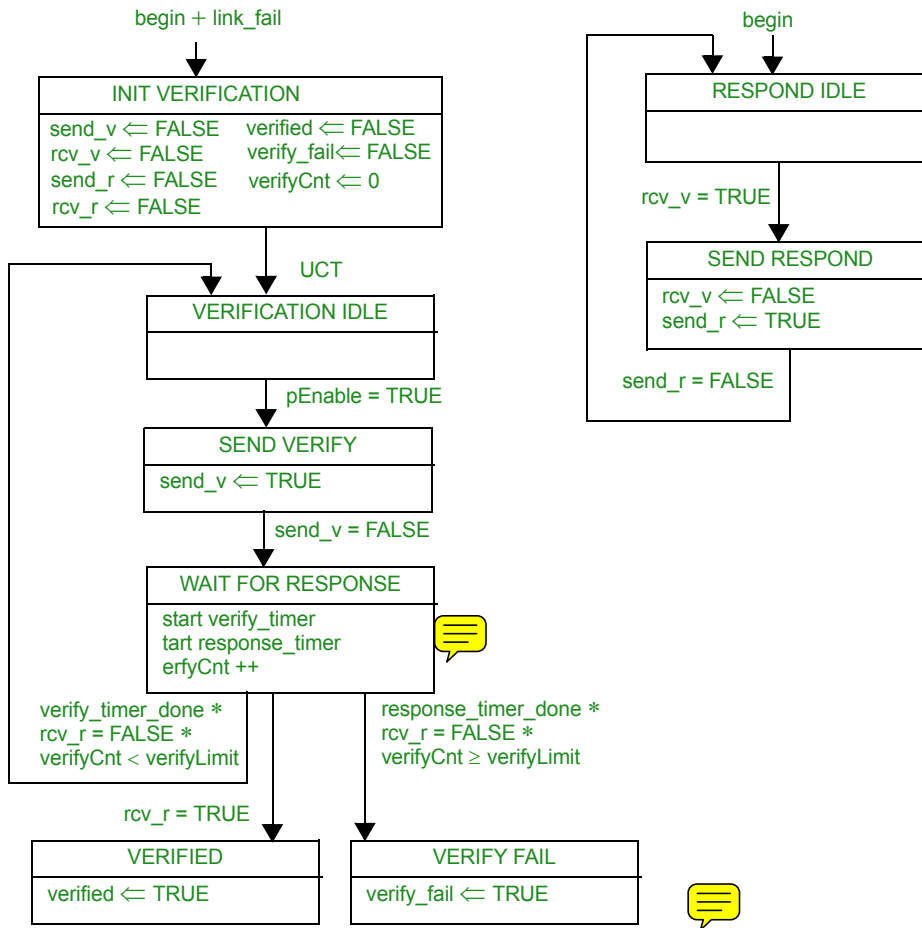 begin + link_fail
INIT VERIFICATION
send_v ⇐ FALSE verified ⇐ FALSE
rcv_v ⇐ FALSE verify_fail⇐ FALSE
send_r ⇐ FALSE verifyCnt ⇐ 0
rcv_r ⇐ FALSE
UCT
VERIFICATION IDLE
pEnable = TRUE
SEND VERIFY
send_v ⇐ TRUE
send_v = FALSE
WAIT FOR RESPONSE
start verify_timer
tart response_timer
erfyCnt ++
verify_timer_done *
rcv_r = FALSE *
verifyCnt < verifyLimit
response_timer_done *
rcv_r = FALSE *
verifyCnt ≥ verifyLimit
rcv_r = TRUE
VERIFIED
verified ⇐ TRUE
VERIFY FAIL
verify_fail ⇐ TRUE
begin
RESPOND IDLE
rcv_v = TRUE
SEND RESPOND
rcv_v ⇐ FALSE
send_r ⇐ TRUE
send_r = FALSE